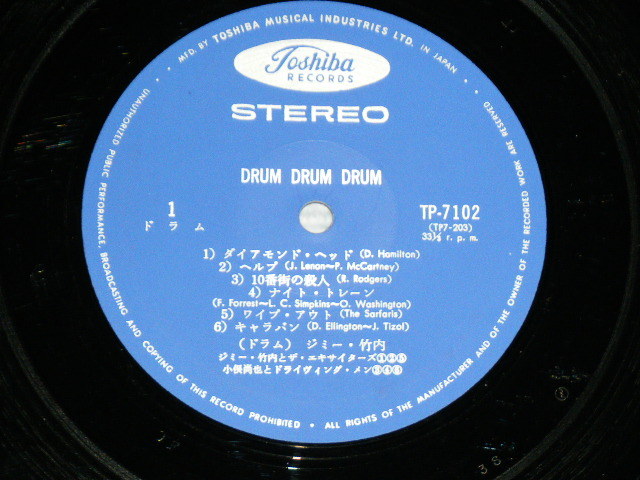 MFD. BY TOSHIBA MUSICAL INDUSTRIES LTD. IN JAPAN
Toshiba
RECORDS
STEREO
DRUM DRUM DRUM
1
ドラム
TP-7102
(TP7-203)
33⅓ r. p. m.
1) ダイアモンド・ヘッド (D. Hamilton)
2) ヘルプ (J. Lenon〜P. McCartney)
3) 10番街の殺人 (R. Rodgers)
4) ナイト・トレーン
(F. Forrest〜L. C. Simpkins〜O. Washington)
5) ワイプ・アウト (The Sarfaris)
6) キャラバン (D. Ellington〜J. Tizol)
(ドラム) ジミー・竹内
ジミー・竹内とザ・エキサイターズ①②⑤
小俣尚也とドライヴィング・メン③④⑥
UNAUTHORIZED PUBLIC PERFORMANCE, BROADCASTING AND COPYING OF THIS RECORD PROHIBITED • ALL RIGHTS OF THE MANUFACTURER AND OF THE OWNER OF THE RECORDED WORK ARE RESERVED